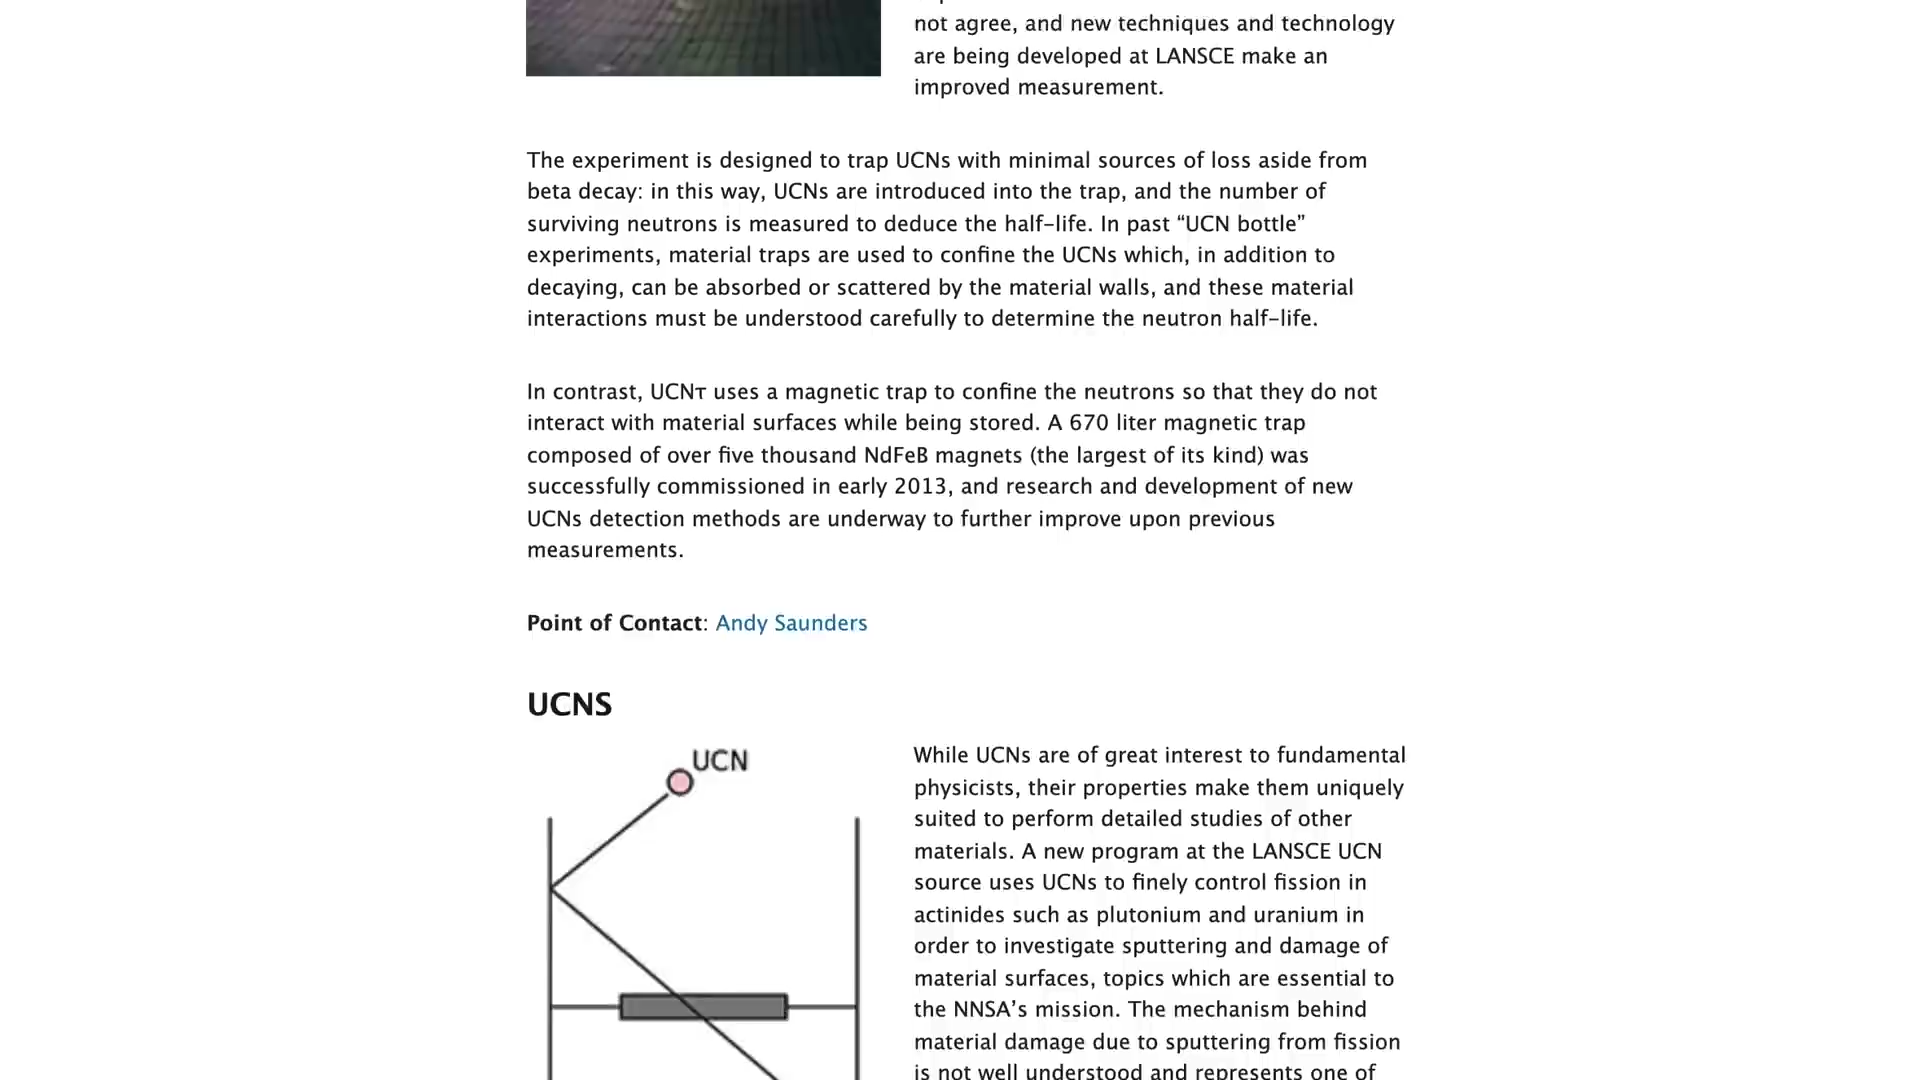 not agree, and new techniques and technology
are being developed at LANSCE make an
improved measurement.
The experiment is designed to trap UCNs with minimal sources of loss aside from
beta decay: in this way, UCNs are introduced into the trap, and the number of
surviving neutrons is measured to deduce the half-life. In past “UCN bottle”
experiments, material traps are used to confine the UCNs which, in addition to
decaying, can be absorbed or scattered by the material walls, and these material
interactions must be understood carefully to determine the neutron half-life.
In contrast, UCNτ uses a magnetic trap to confine the neutrons so that they do not
interact with material surfaces while being stored. A 670 liter magnetic trap
composed of over five thousand NdFeB magnets (the largest of its kind) was
successfully commissioned in early 2013, and research and development of new
UCNs detection methods are underway to further improve upon previous
measurements.
Point of Contact: Andy Saunders
UCNS
UCN
While UCNs are of great interest to fundamental
physicists, their properties make them uniquely
suited to perform detailed studies of other
materials. A new program at the LANSCE UCN
source uses UCNs to finely control fission in
actinides such as plutonium and uranium in
order to investigate sputtering and damage of
material surfaces, topics which are essential to
the NNSA’s mission. The mechanism behind
material damage due to sputtering from fission
is not well understood and represents one of